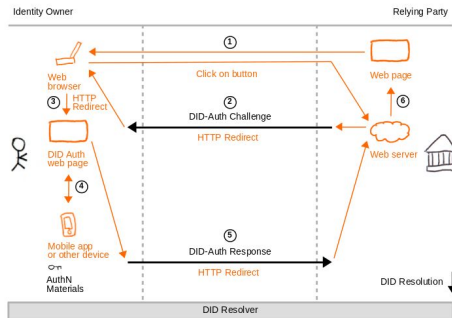 Identity Owner
Relying Party
1
Click on button
Web
browser
Web page
3
HTTP
Redirect
2
DID-Auth Challenge
HTTP Redirect
6
Web server
DID Auth
web page
4
Mobile app
or other device
AuthN
Materials
5
DID-Auth Response
HTTP Redirect
DID Resolution
DID Resolver